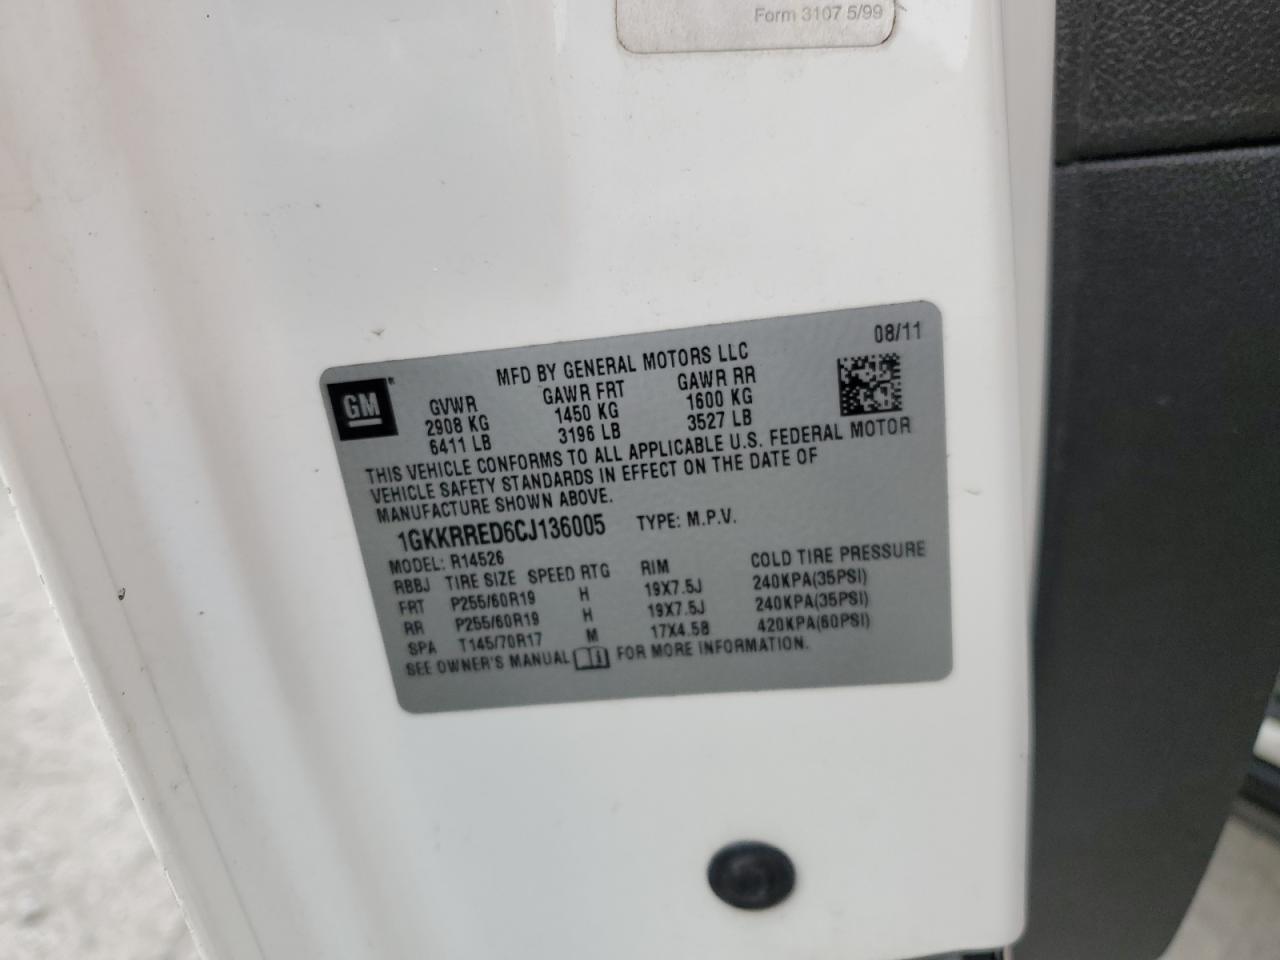 Form 3107 5/99
08/11
MFD BY GENERAL MOTORS LLC
GM
GVWR GAWR FRT GAWR RR
2908 KG 1450 KG 1600 KG
6411 LB 3196 LB 3527 LB
THIS VEHICLE CONFORMS TO ALL APPLICABLE U.S. FEDERAL MOTOR
VEHICLE SAFETY STANDARDS IN EFFECT ON THE DATE OF
MANUFACTURE SHOWN ABOVE.
1GKKRRED6CJ136005 TYPE: M.P.V.
MODEL: R14526
RBBJ TIRE SIZE SPEED RTG RIM COLD TIRE PRESSURE
FRT P255/60R19 H 19X7.5J 240KPA(35PSI)
RR P255/60R19 H 19X7.5J 240KPA(35PSI)
SPA T145/70R17 M 17X4.5B 420KPA(60PSI)
SEE OWNER'S MANUAL FOR MORE INFORMATION.